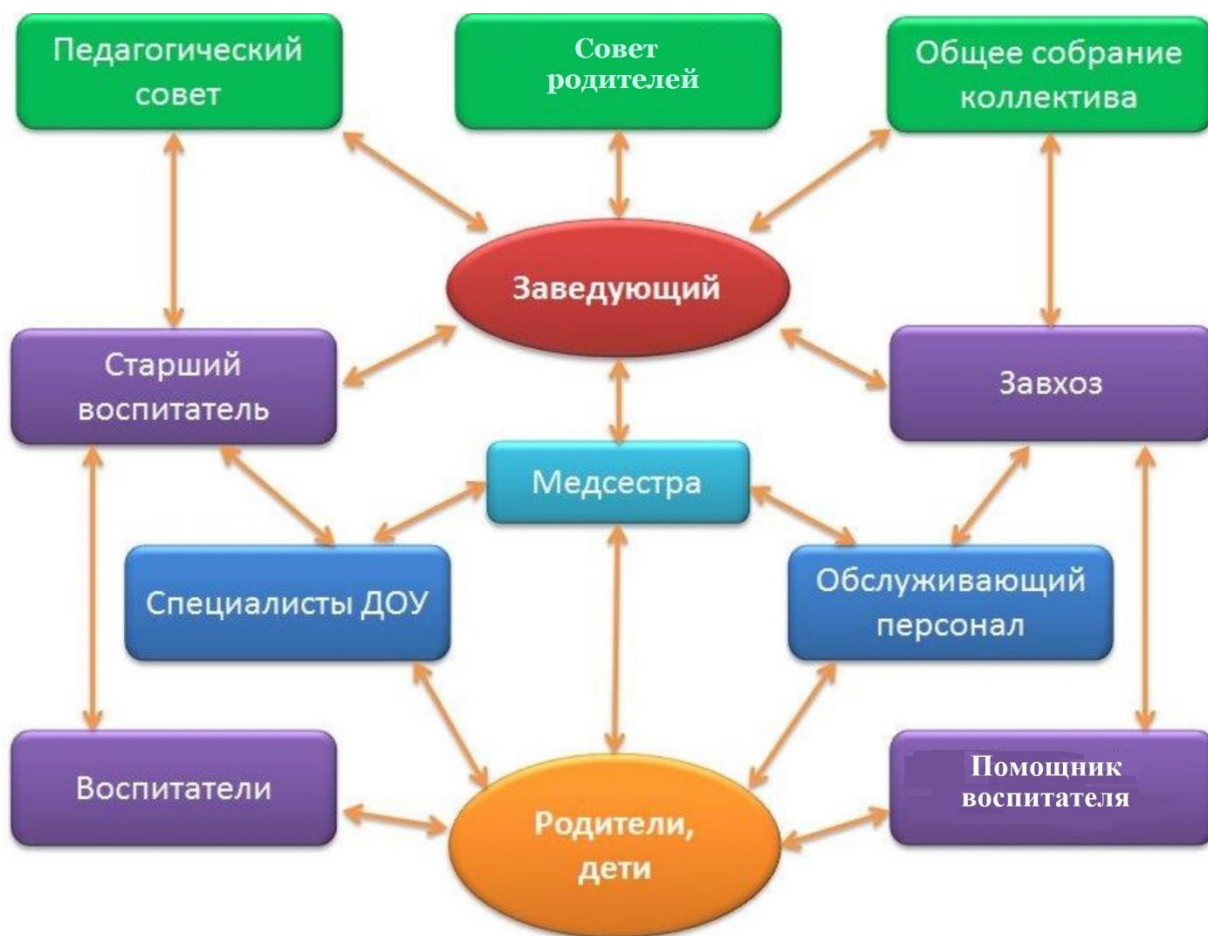 Педагогический
совет
Совет
родителей
Общее собрание
коллектива
Заведующий
Старший
воспитатель
Завхоз
Медсестра
Специалисты ДОУ
Обслуживающий
персонал
Воспитатели
Родители,
дети
Помощник
воспитателя